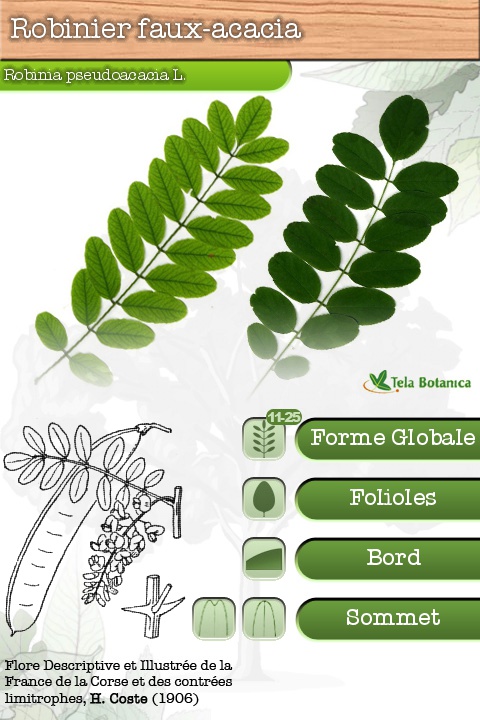 Robinier faux-acacia
Robinia pseudoacacia L.
Tela Botanica
11-25
Forme Globale
Folioles
Bord
Sommet
Flore Descriptive et Illustrée de la
France de la Corse et des contrées
limitrophes, H. Coste (1906)